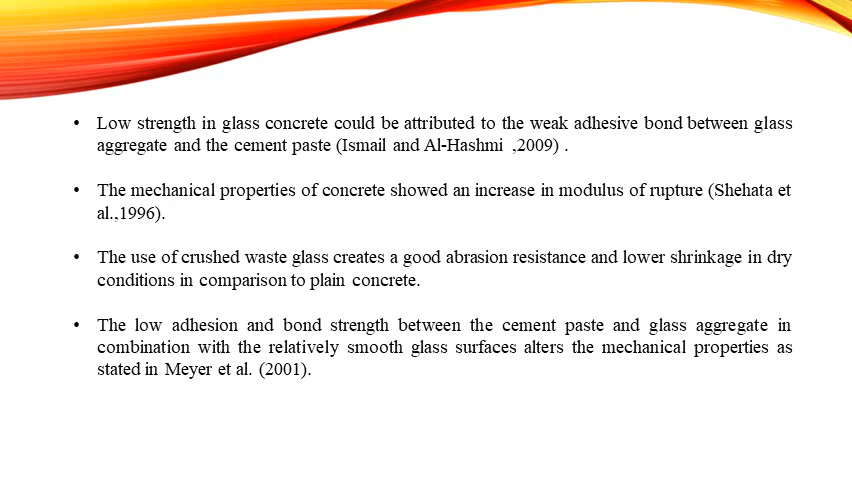 • Low strength in glass concrete could be attributed to the weak adhesive bond between glass
aggregate and the cement paste (Ismail and Al-Hashmi ,2009) .
• The mechanical properties of concrete showed an increase in modulus of rupture (Shehata et
al.,1996).
• The use of crushed waste glass creates a good abrasion resistance and lower shrinkage in dry
conditions in comparison to plain concrete.
• The low adhesion and bond strength between the cement paste and glass aggregate in
combination with the relatively smooth glass surfaces alters the mechanical properties as
stated in Meyer et al. (2001).